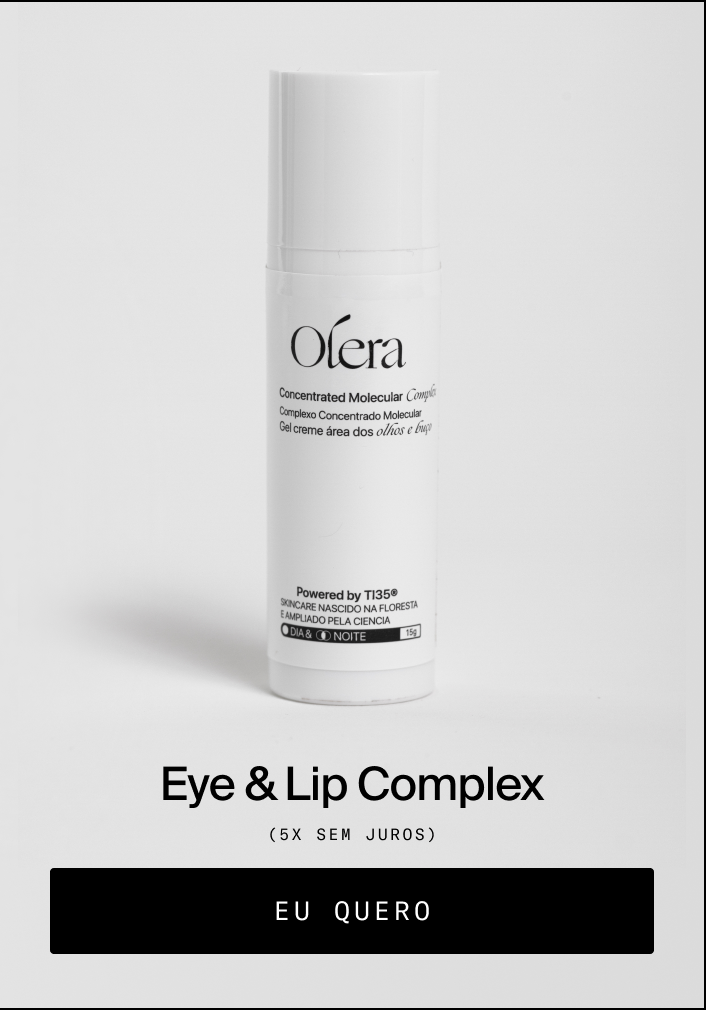 Olera
Concentrated Molecular Complex
Complexo Concentrado Molecular
Gel creme área dos olhos e buço
Powered by TI35®
SKINCARE NASCIDO NA FLORESTA
E AMPLIADO PELA CIENCIA
DIA & NOITE 15g
Eye & Lip Complex
(5X SEM JUROS)
EU QUERO